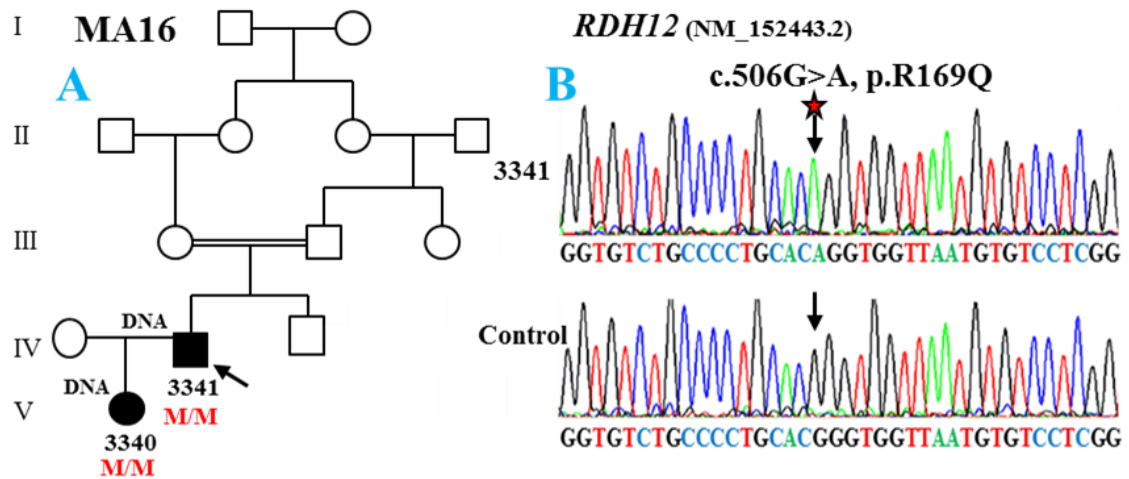 I
MA16
A
II
III
IV
V
DNA
3341
M/M
DNA
3340
M/M
RDH12 (NM_152443.2)
c.506G>A, p.R169Q
B
3341
GGTGTCTGCCCCTGCACAGGTGGTTAATGTGTCCTCGG
Control
GGTGTCTGCCCCTGCACGGGTGGTTAATGTGTCCTCGG